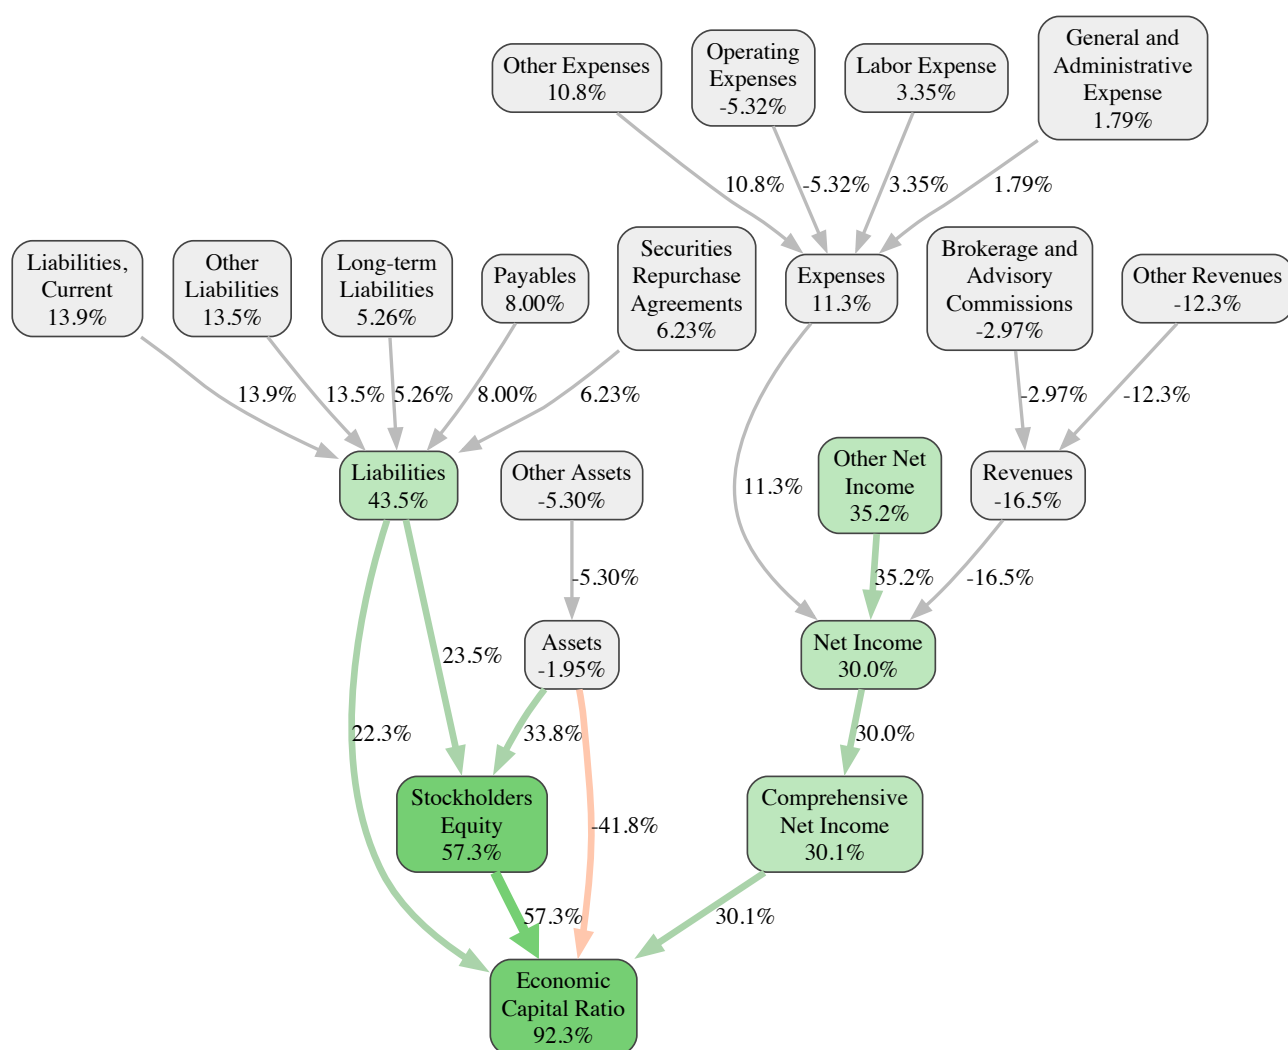 Other Expenses
10.8%
Operating
Expenses
-5.32%
Labor Expense
3.35%
General and
Administrative
Expense
1.79%
10.8%
-5.32%
3.35%
1.79%
Liabilities,
Current
13.9%
Other
Liabilities
13.5%
Long-term
Liabilities
5.26%
Payables
8.00%
Securities
Repurchase
Agreements
6.23%
Expenses
11.3%
Brokerage and
Advisory
Commissions
-2.97%
Other Revenues
-12.3%
13.9%
13.5%
5.26%
8.00%
6.23%
-2.97%
-12.3%
Liabilities
43.5%
Other Assets
-5.30%
11.3%
Other Net
Income
35.2%
Revenues
-16.5%
-5.30%
35.2%
-16.5%
23.5%
Assets
-1.95%
Net Income
30.0%
22.3%
33.8%
30.0%
Stockholders
Equity
57.3%
-41.8%
Comprehensive
Net Income
30.1%
57.3%
30.1%
Economic
Capital Ratio
92.3%